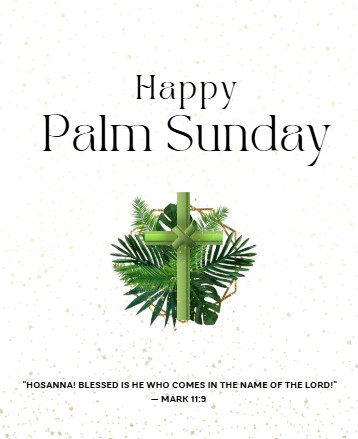 Happy
Palm Sunday
"HOSANNA! BLESSED IS HE WHO COMES IN THE NAME OF THE LORD!"
— MARK 11:9